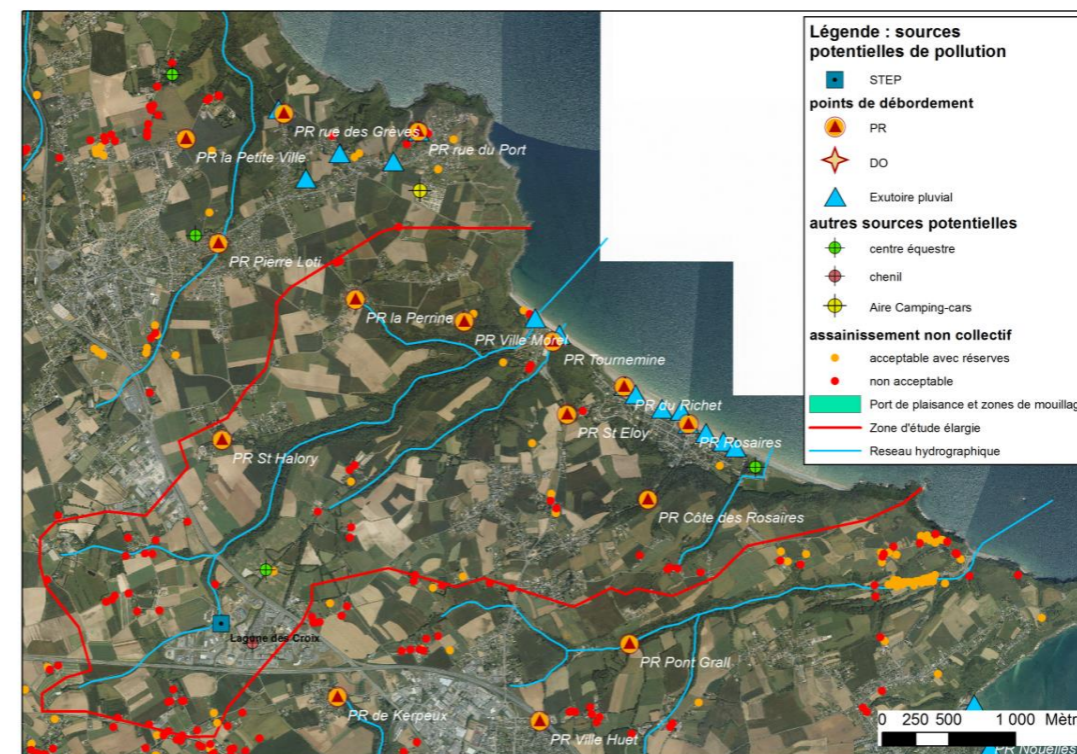 Légende : sources
potentielles de pollution
STEP
points de débordement
PR
DO
Exutoire pluvial
autres sources potentielles
centre équestre
chenil
Aire Camping-cars
assainissement non collectif
acceptable avec réserves
non acceptable
Port de plaisance et zones de mouillag
Zone d'étude élargie
Reseau hydrographique
PR rue des Grèves
PR rue du Port
PR la Petite Ville
PR Pierre Loti
PR la Perrine
PR Ville Morel
PR Tournemine
PR du Richet
PR St Eloy
PR Rosaires
PR St Halory
PR Côte des Rosaires
Lagune des Croix
PR Pont Grall
PR de Kerpeux
PR Ville Huet
0 250 500 1 000 Mètr
PR Nouelles